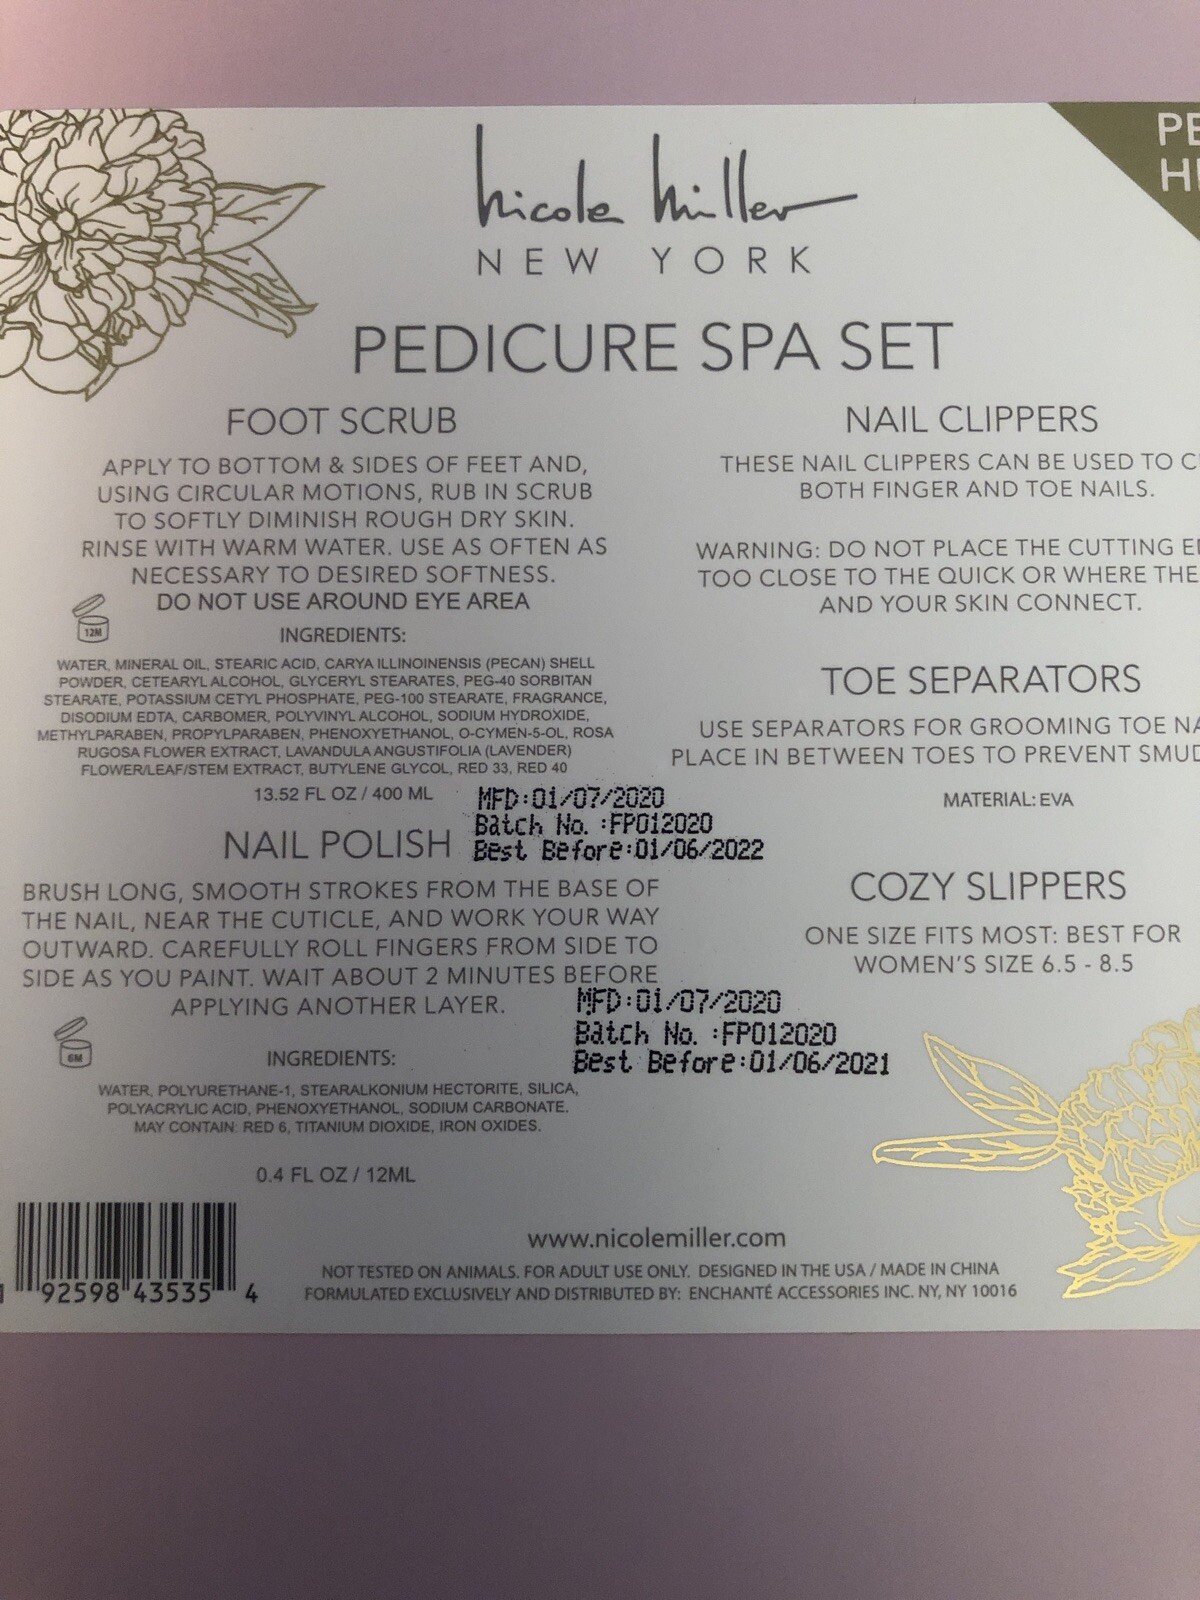 PE
HI
Nicole Miller
NEW YORK
PEDICURE SPA SET
FOOT SCRUB
APPLY TO BOTTOM & SIDES OF FEET AND,
USING CIRCULAR MOTIONS, RUB IN SCRUB
TO SOFTLY DIMINISH ROUGH DRY SKIN.
RINSE WITH WARM WATER. USE AS OFTEN AS
NECESSARY TO DESIRED SOFTNESS.
DO NOT USE AROUND EYE AREA
12M
INGREDIENTS:
WATER, MINERAL OIL, STEARIC ACID, CARYA ILLINOINENSIS (PECAN) SHELL
POWDER, CETEARYL ALCOHOL, GLYCERYL STEARATES, PEG-40 SORBITAN
STEARATE, POTASSIUM CETYL PHOSPHATE, PEG-100 STEARATE, FRAGRANCE,
DISODIUM EDTA, CARBOMER, POLYVINYL ALCOHOL, SODIUM HYDROXIDE,
METHYLPARABEN, PROPYLPARABEN, PHENOXYETHANOL, O-CYMEN-5-OL, ROSA
RUGOSA FLOWER EXTRACT, LAVANDULA ANGUSTIFOLIA (LAVENDER)
FLOWER/LEAF/STEM EXTRACT, BUTYLENE GLYCOL, RED 33, RED 40
13.52 FL OZ / 400 ML
MFD:01/07/2020
Batch No. :FP012020
Best Before:01/06/2022
NAIL POLISH
BRUSH LONG, SMOOTH STROKES FROM THE BASE OF
THE NAIL, NEAR THE CUTICLE, AND WORK YOUR WAY
OUTWARD. CAREFULLY ROLL FINGERS FROM SIDE TO
SIDE AS YOU PAINT. WAIT ABOUT 2 MINUTES BEFORE
APPLYING ANOTHER LAYER.
MFD:01/07/2020
Batch No. :FP012020
Best Before:01/06/2021
6M
INGREDIENTS:
WATER, POLYURETHANE-1, STEARALKONIUM HECTORITE, SILICA,
POLYACRYLIC ACID, PHENOXYETHANOL, SODIUM CARBONATE.
MAY CONTAIN: RED 6, TITANIUM DIOXIDE, IRON OXIDES.
0.4 FL OZ / 12ML
NAIL CLIPPERS
THESE NAIL CLIPPERS CAN BE USED TO C
BOTH FINGER AND TOE NAILS.
WARNING: DO NOT PLACE THE CUTTING E
TOO CLOSE TO THE QUICK OR WHERE THE
AND YOUR SKIN CONNECT.
TOE SEPARATORS
USE SEPARATORS FOR GROOMING TOE NA
PLACE IN BETWEEN TOES TO PREVENT SMUD
MATERIAL: EVA
COZY SLIPPERS
ONE SIZE FITS MOST: BEST FOR
WOMEN'S SIZE 6.5 - 8.5
92598 43535 4
www.nicolemiller.com
NOT TESTED ON ANIMALS. FOR ADULT USE ONLY. DESIGNED IN THE USA / MADE IN CHINA
FORMULATED EXCLUSIVELY AND DISTRIBUTED BY: ENCHANTÉ ACCESSORIES INC. NY, NY 10016